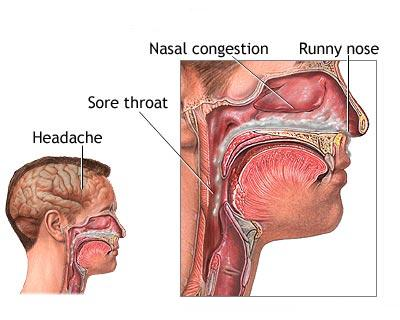 Nasal congestion
Runny nose
Sore throat
Headache